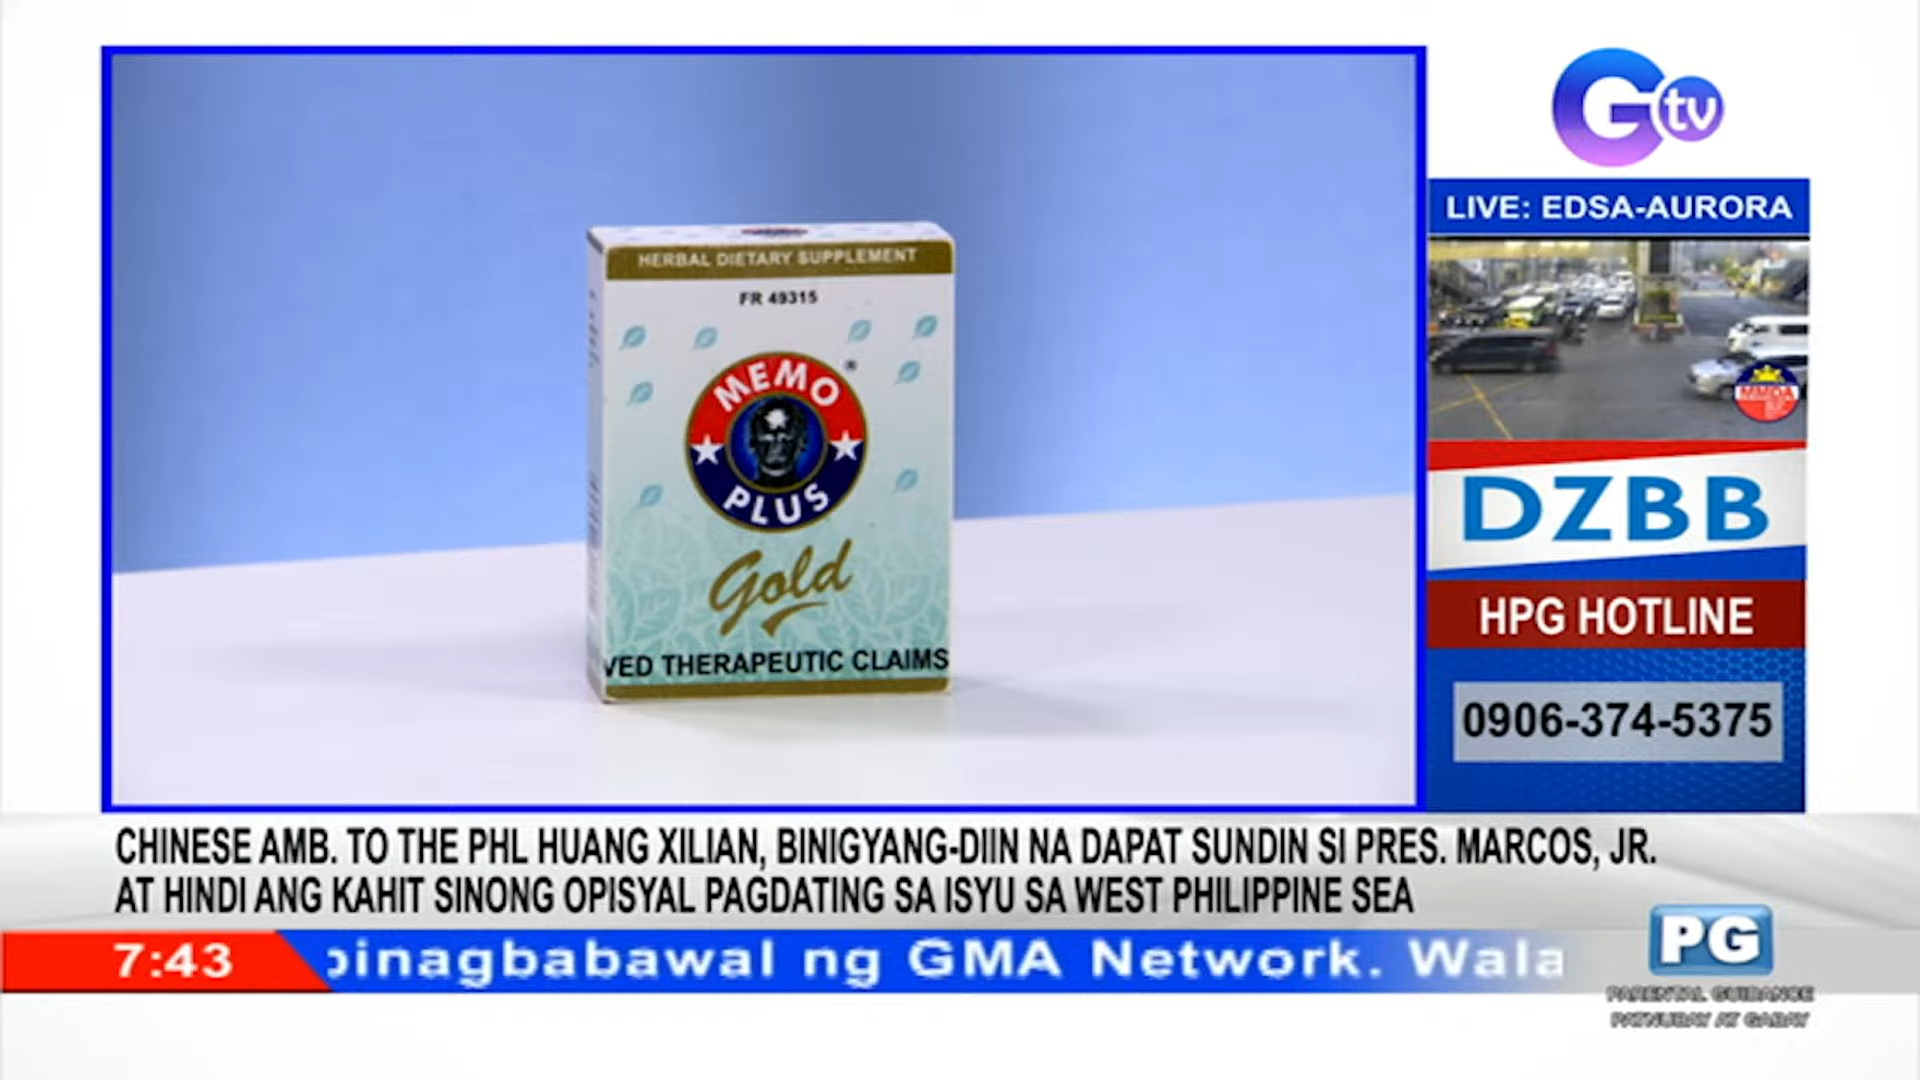 Gtv
LIVE: EDSA-AURORA
HERBAL DIETARY SUPPLEMENT
FR 49315
MEMO
PLUS
®
Gold
VED THERAPEUTIC CLAIMS
MMDA
DZBB
HPG HOTLINE
0906-374-5375
CHINESE AMB. TO THE PHL HUANG XILIAN, BINIGYANG-DIIN NA DAPAT SUNDIN SI PRES. MARCOS, JR.
AT HINDI ANG KAHIT SINONG OPISYAL PAGDATING SA ISYU SA WEST PHILIPPINE SEA
7:43
pinagbabawal ng GMA Network. Wala
PG
PARENTAL GUIDANCE
PATNUBAY AT GABAY